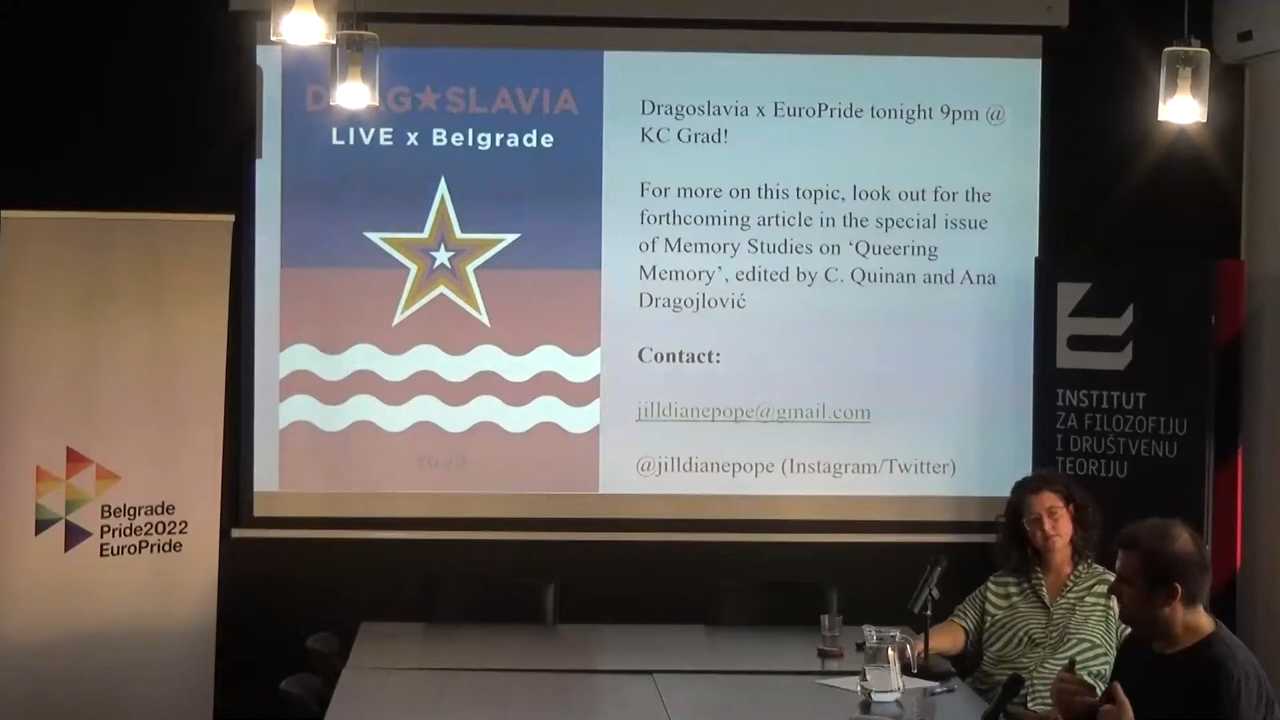 DRAG★SLAVIA
LIVE x Belgrade
Dragoslavia x EuroPride tonight 9pm @
KC Grad!
For more on this topic, look out for the
forthcoming article in the special issue
of Memory Studies on ‘Queering
Memory’, edited by C. Quinan and Ana
Dragojlović
Contact:
jilldianepope@gmail.com
@jilldianepope (Instagram/Twitter)
Belgrade
Pride2022
EuroPride
INSTITUT
ZA FILOZOFIJU
I DRUŠTVENU
TEORIJU